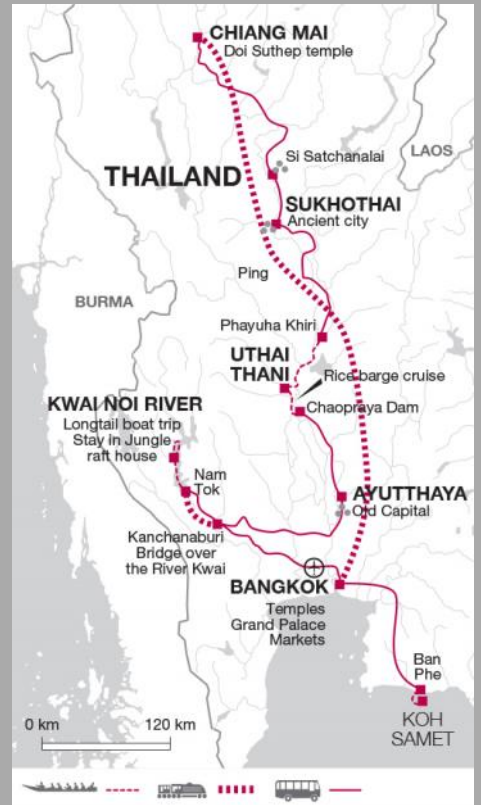 CHIANG MAI
Doi Suthep temple
LAOS
Si Satchanalai
THAILAND
SUKHOTHAI
Ancient city
Ping
BURMA
Phayuha Khiri
UTHAI
THANI
Rice barge cruise
KWAI NOI RIVER
Longtail boat trip
Stay in Jungle
raft house
Chaopraya Dam
Nam
Tok
AYUTTHAYA
Old Capital
Kanchanaburi
Bridge over
the River Kwai
BANGKOK
Temples
Grand Palace
Markets
Ban
Phe
KOH
SAMET
0 km 120 km